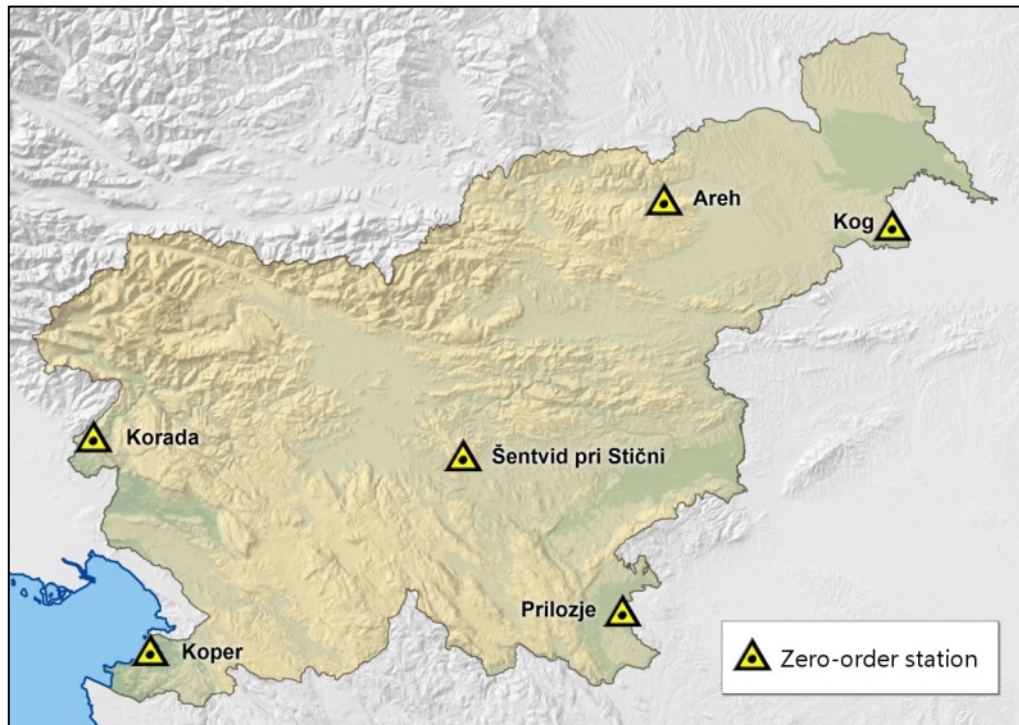 Areh
Kog
Korada
Šentvid pri Stični
Prilozje
Koper
Zero-order station